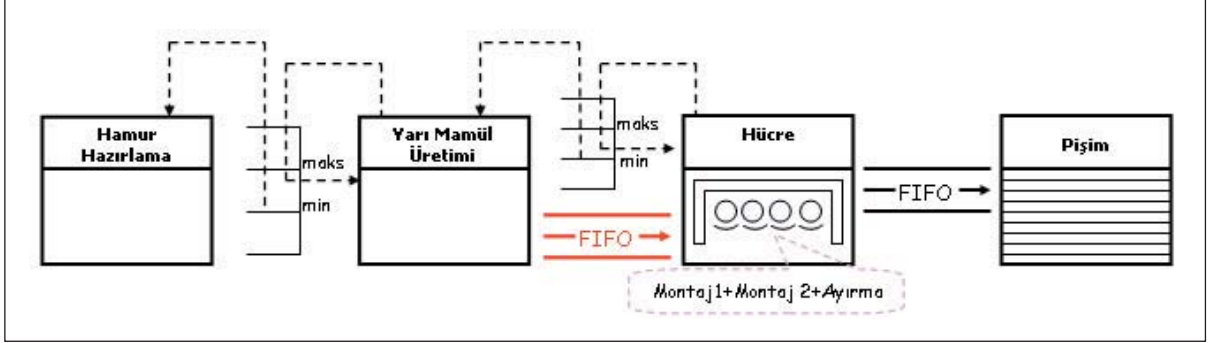 Hamur
Hazırlama
maks
min
Yarı Mamül
Üretimi
maks
min
FIFO
Hücre
Montaj1+Montaj 2+Ayırma
FIFO
Pişim